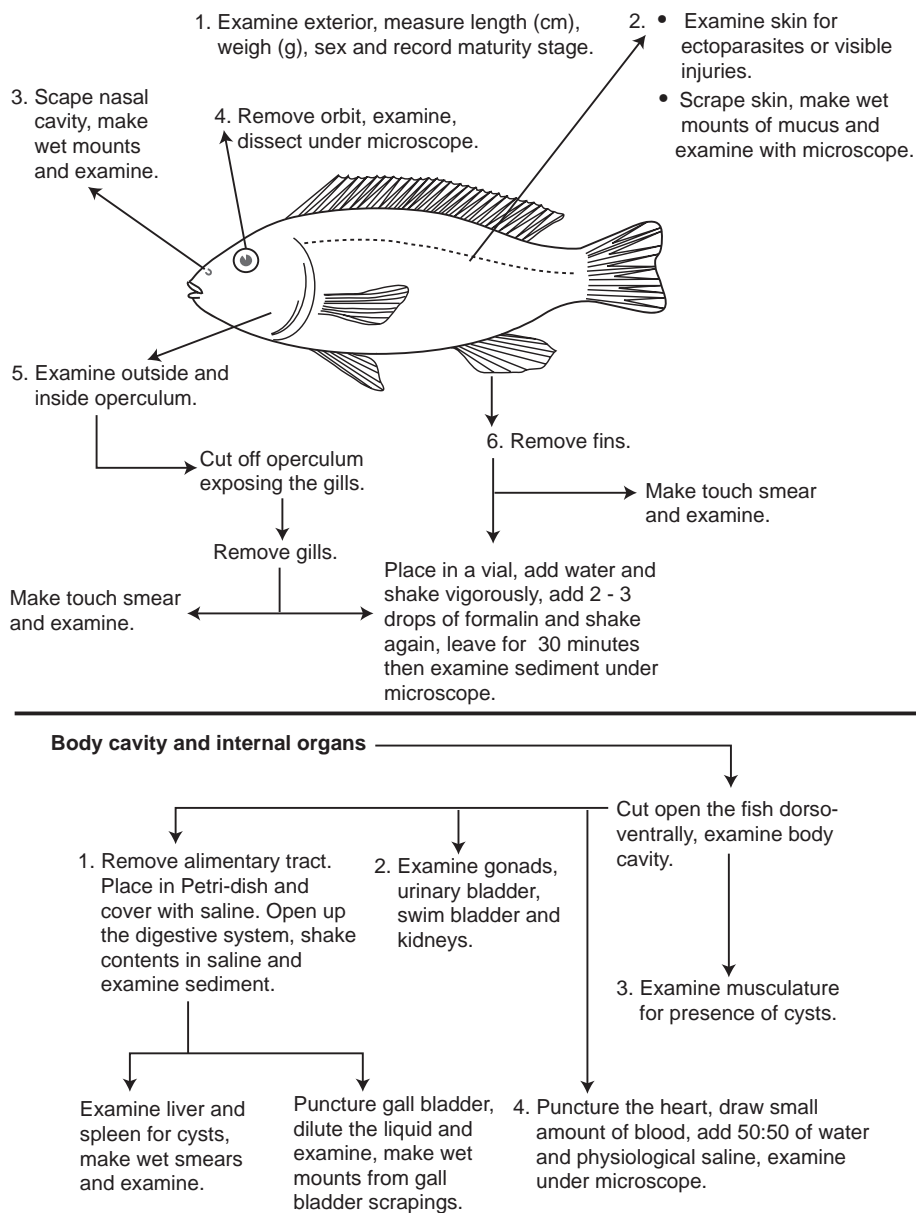 1. Examine exterior, measure length (cm),
weigh (g), sex and record maturity stage.
2. • Examine skin for
ectoparasites or visible
injuries.
• Scrape skin, make wet
mounts of mucus and
examine with microscope.
3. Scape nasal
cavity, make
wet mounts
and examine.
4. Remove orbit, examine,
dissect under microscope.
5. Examine outside and
inside operculum.
Cut off operculum
exposing the gills.
Remove gills.
Make touch smear
and examine.
6. Remove fins.
Make touch smear
and examine.
Place in a vial, add water and
shake vigorously, add 2 - 3
drops of formalin and shake
again, leave for 30 minutes
then examine sediment under
microscope.
Body cavity and internal organs
Cut open the fish dorso-
ventrally, examine body
cavity.
1. Remove alimentary tract.
Place in Petri-dish and
cover with saline. Open up
the digestive system, shake
contents in saline and
examine sediment.
2. Examine gonads,
urinary bladder,
swim bladder and
kidneys.
3. Examine musculature
for presence of cysts.
Examine liver and
spleen for cysts,
make wet smears
and examine.
Puncture gall bladder,
dilute the liquid and
examine, make wet
mounts from gall
bladder scrapings.
4. Puncture the heart, draw small
amount of blood, add 50:50 of water
and physiological saline, examine
under microscope.